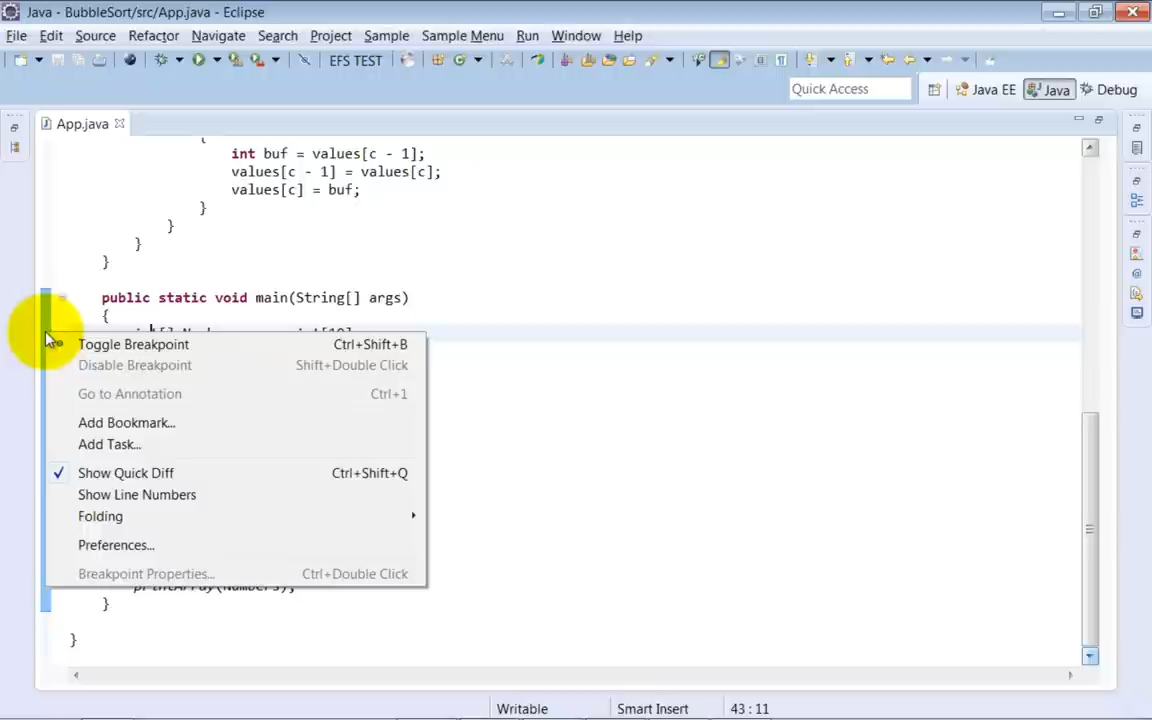 Java - BubbleSort/src/App.java - Eclipse
File Edit Source Refactor Navigate Search Project Sample Sample Menu Run Window Help
EFS TEST
Quick Access Java EE Java Debug
App.java
{
int buf = values[c - 1];
values[c - 1] = values[c];
values[c] = buf;
}
}
}
}
public static void main(String[] args)
{
Toggle Breakpoint Ctrl+Shift+B
Disable Breakpoint Shift+Double Click
Go to Annotation Ctrl+1
Add Bookmark...
Add Task...
Show Quick Diff Ctrl+Shift+Q
Show Line Numbers
Folding
Preferences...
Breakpoint Properties... Ctrl+Double Click
printArray(Numbers);
}
}
Writable Smart Insert 43 : 11